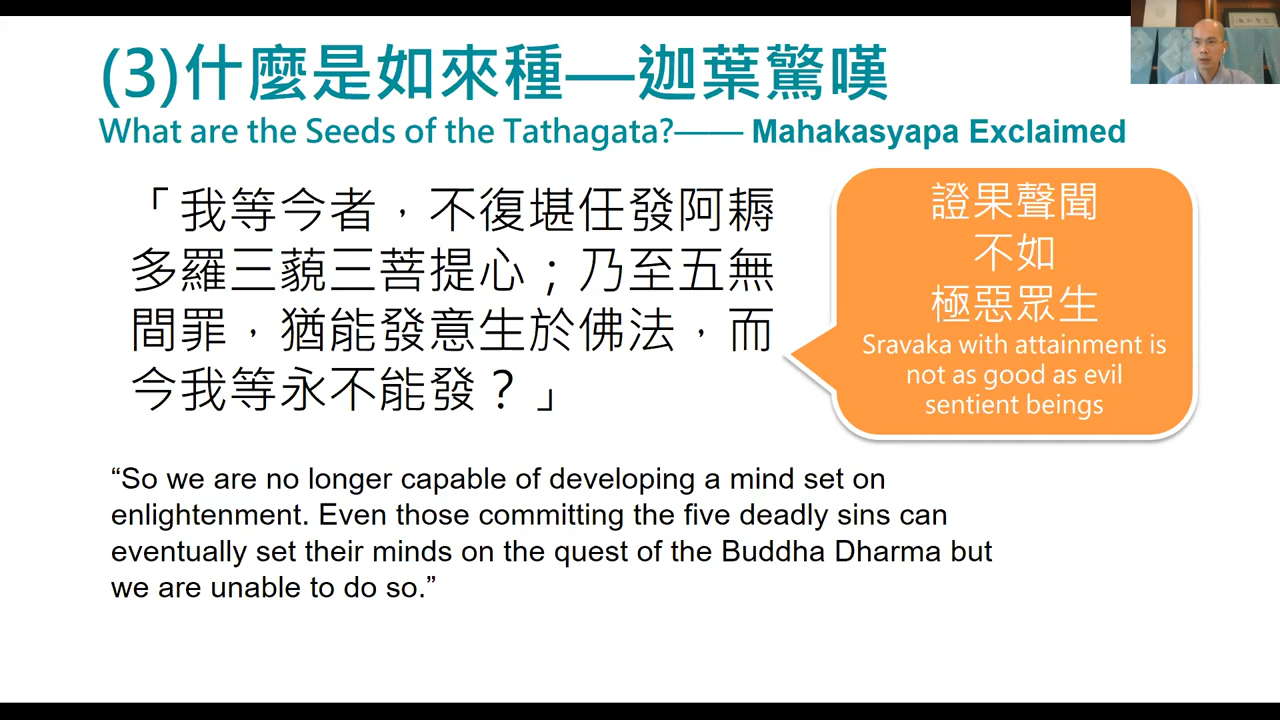 (3)什麼是如來種—迦葉驚嘆
What are the Seeds of the Tathagata?—— Mahakasyapa Exclaimed
「我等今者，不復堪任發阿耨
多羅三藐三菩提心；乃至五無
間罪，猶能發意生於佛法，而
今我等永不能發？」
證果聲聞
不如
極惡眾生
Sravaka with attainment is
not as good as evil
sentient beings
“So we are no longer capable of developing a mind set on
enlightenment. Even those committing the five deadly sins can
eventually set their minds on the quest of the Buddha Dharma but
we are unable to do so.”